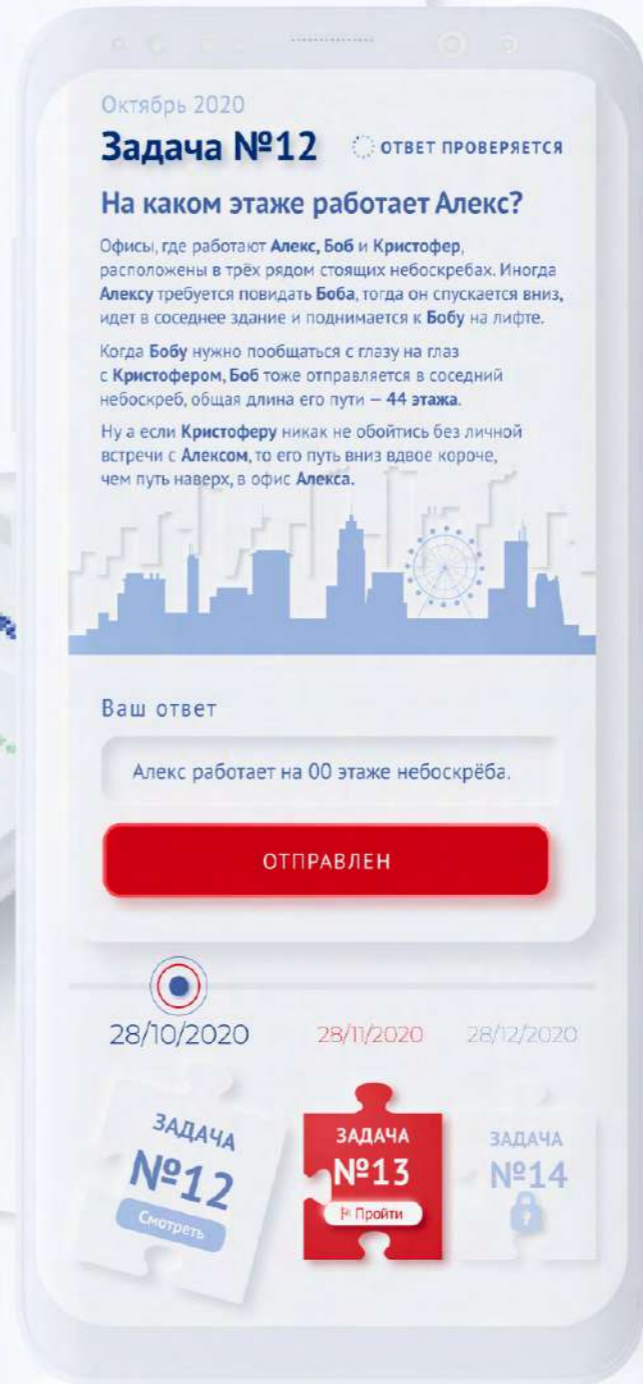 Октябрь 2020
Задача №12
ОТВЕТ ПРОВЕРЯЕТСЯ
На каком этаже работает Алекс?
Офисы, где работают Алекс, Боб и Кристофер,
расположены в трёх рядом стоящих небоскребах. Иногда
Алексу требуется повидать Боба, тогда он спускается вниз,
идет в соседнее здание и поднимается к Бобу на лифте.
Когда Бобу нужно пообщаться с глазу на глаз
с Кристофером, Боб тоже отправляется в соседний
небоскреб, общая длина его пути — 44 этажа.
Ну а если Кристоферу никак не обойтись без личной
встречи с Алексом, то его путь вниз вдвое короче,
чем путь наверх, в офис Алекса.
Ваш ответ
Алекс работает на 00 этаже небоскрёба.
ОТПРАВЛЕН
28/10/2020
28/11/2020
28/12/2020
ЗАДАЧА
№12
Смотреть
ЗАДАЧА
№13
Пройти
ЗАДАЧА
№14